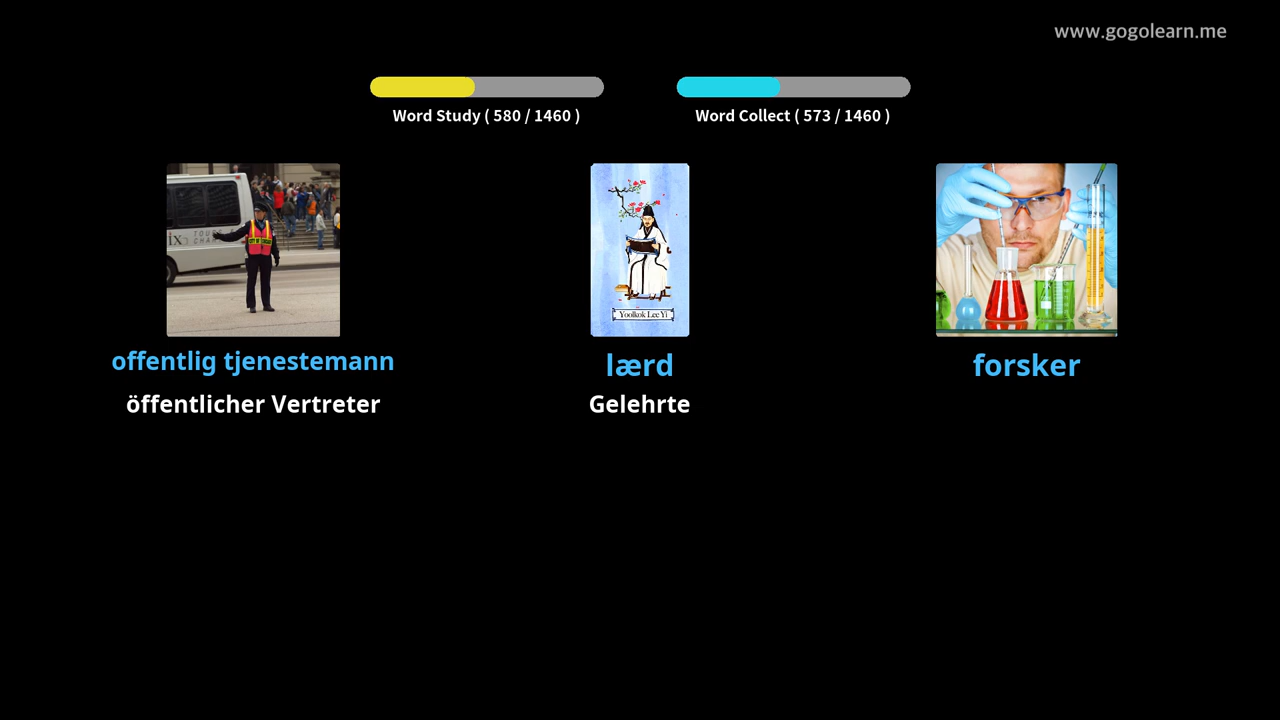 www.gogolearn.me
Word Study ( 580 / 1460 )
Word Collect ( 573 / 1460 )
Yoolkok Lee Yi
offentlig tjenestemann
lærd
forsker
öffentlicher Vertreter
Gelehrte